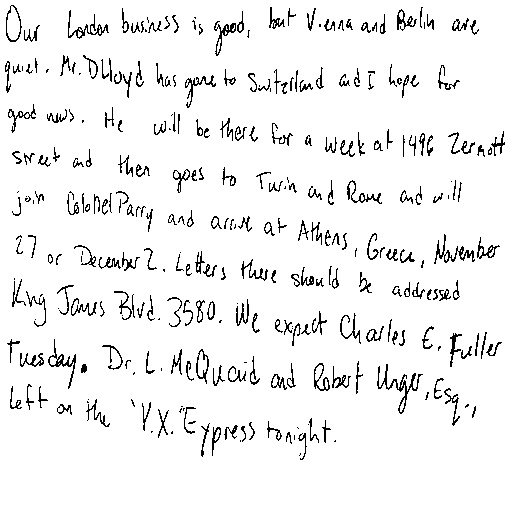 Our London business is good, but Vienna and Berlin are
quiet. Mr. D Lloyd has gone to Switzerland and I hope for
good news. He will be there for a week at 1496 Zermott
street and then goes to Turin and Rome and will
join Colonel Parry and arrive at Athens, Greece, November
27 or December 2. Letters there should be addressed
King James Blvd. 3580. We expect Charles E. Fuller
Tuesday. Dr. L. McQuaid and Robert Unger, Esq.,
left on the "V.X." Express tonight.